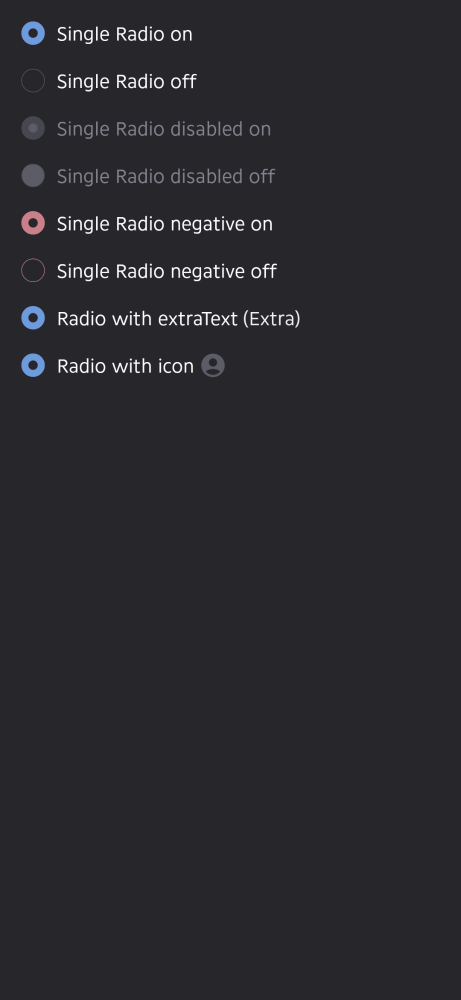 Single Radio on
Single Radio off
Single Radio disabled on
Single Radio disabled off
Single Radio negative on
Single Radio negative off
Radio with extraText (Extra)
Radio with icon